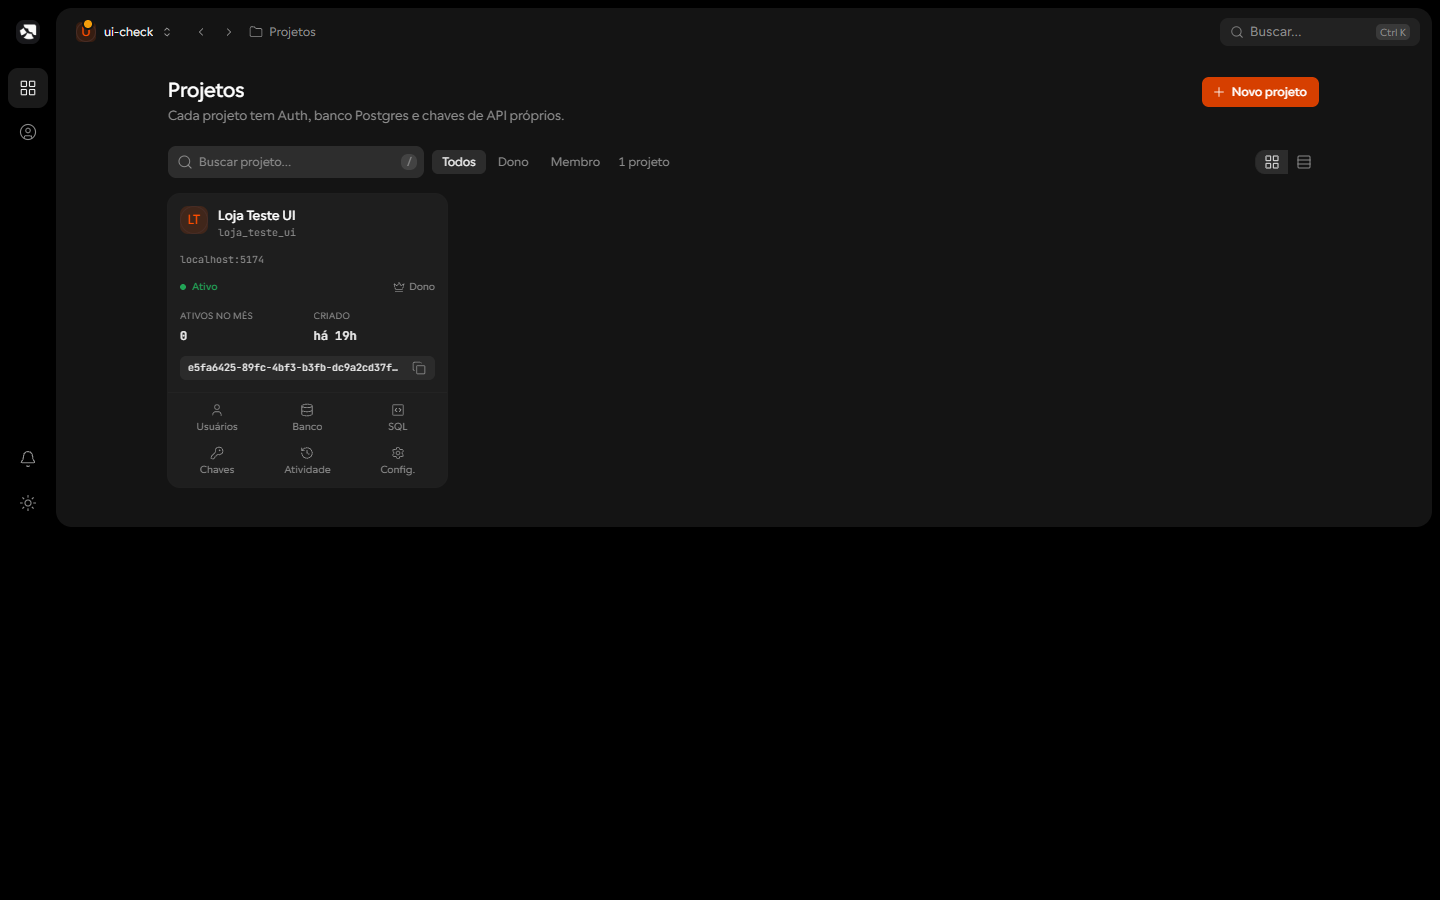 U ui-check Projetos Buscar... Ctrl K
Projetos
Novo projeto
Cada projeto tem Auth, banco Postgres e chaves de API próprios.
Buscar projeto... / Todos Dono Membro 1 projeto
LT Loja Teste UI
loja_teste_ui
localhost:5174
Ativo Dono
ATIVOS NO MÊS CRIADO
0 há 19h
e5fa6425-89fc-4bf3-b3fb-dc9a2cd37f…
Usuários Banco SQL
Chaves Atividade Config.